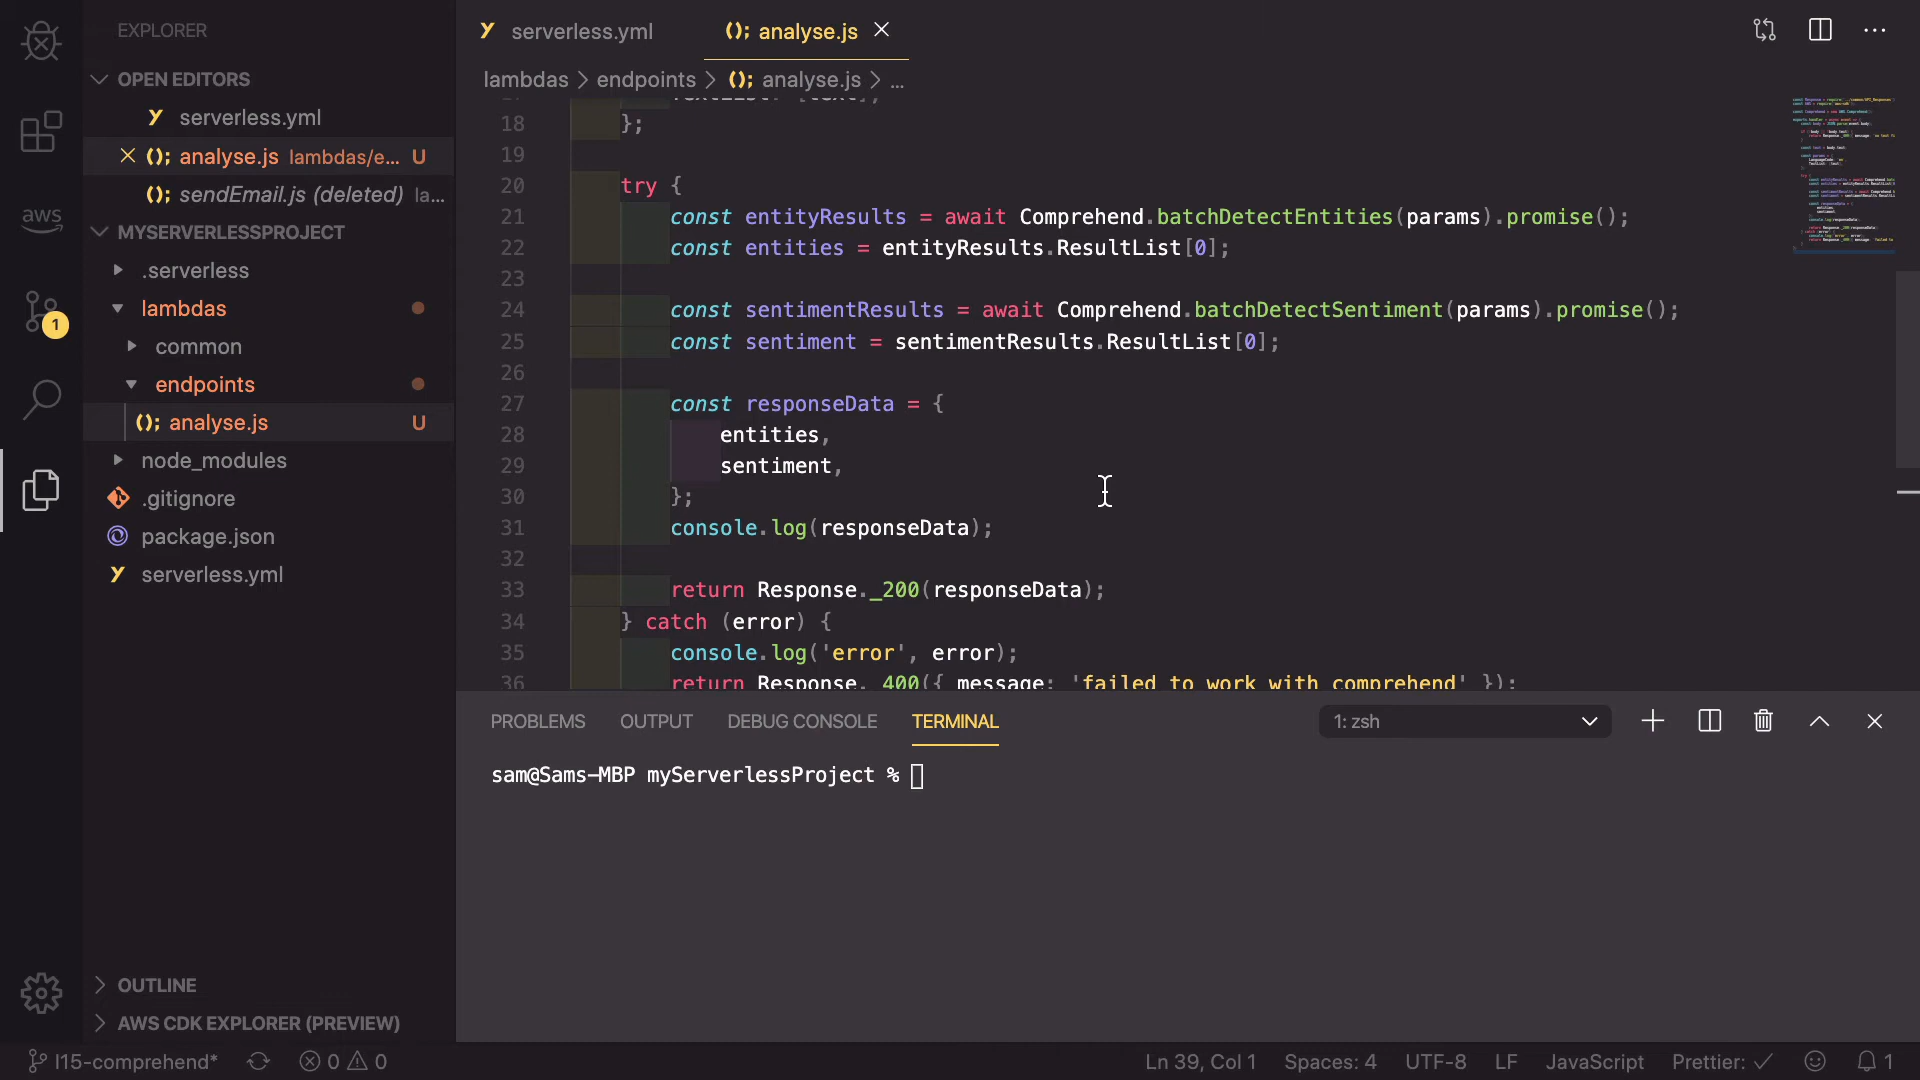 EXPLORER
OPEN EDITORS
serverless.yml
analyse.js lambdas/e... U
sendEmail.js (deleted) la...
MYSERVERLESSPROJECT
.serverless
lambdas
common
endpoints
analyse.js U
node_modules
.gitignore
package.json
serverless.yml
OUTLINE
AWS CDK EXPLORER (PREVIEW)
aws
1
serverless.yml
analyse.js
lambdas > endpoints > analyse.js > ...
18 };
19
20 try {
21 const entityResults = await Comprehend.batchDetectEntities(params).promise();
22 const entities = entityResults.ResultList[0];
23
24 const sentimentResults = await Comprehend.batchDetectSentiment(params).promise();
25 const sentiment = sentimentResults.ResultList[0];
26
27 const responseData = {
28 entities,
29 sentiment,
30 };
31 console.log(responseData);
32
33 return Response._200(responseData);
34 } catch (error) {
35 console.log('error', error);
36 return Response._400({ message: 'failed to work with comprehend' });
PROBLEMS OUTPUT DEBUG CONSOLE TERMINAL 1: zsh
sam@Sams-MBP myServerlessProject %
l15-comprehend* 0 0 Ln 39, Col 1 Spaces: 4 UTF-8 LF JavaScript Prettier: ✓ 1